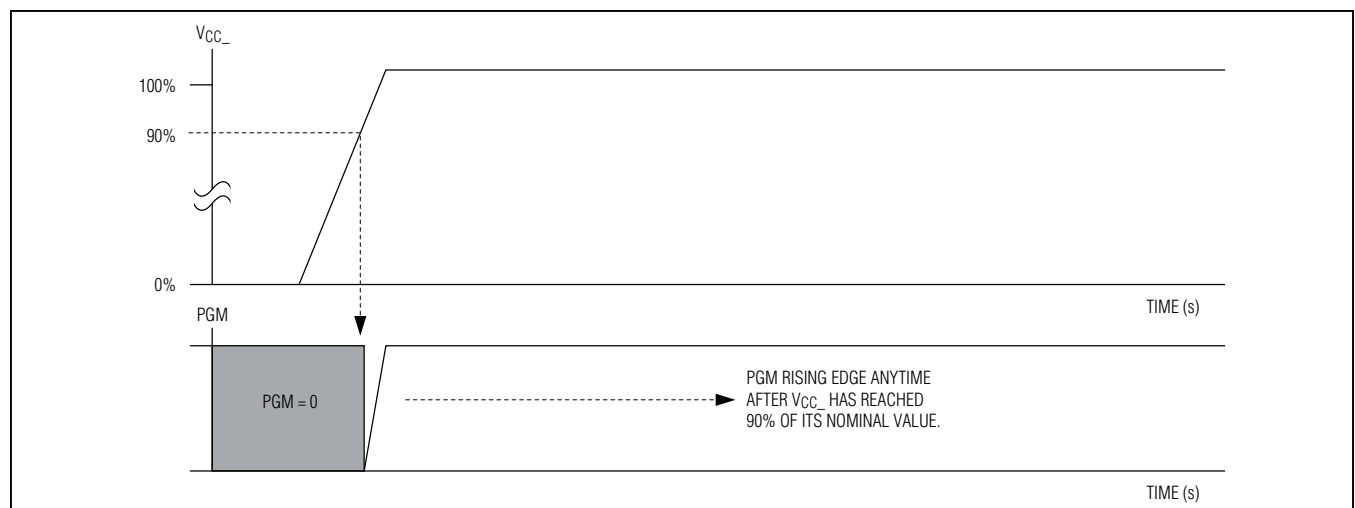 VCC_
100%
90%
0%
TIME (s)
PGM
PGM = 0
PGM RISING EDGE ANYTIME
AFTER VCC_ HAS REACHED
90% OF ITS NOMINAL VALUE.
TIME (s)